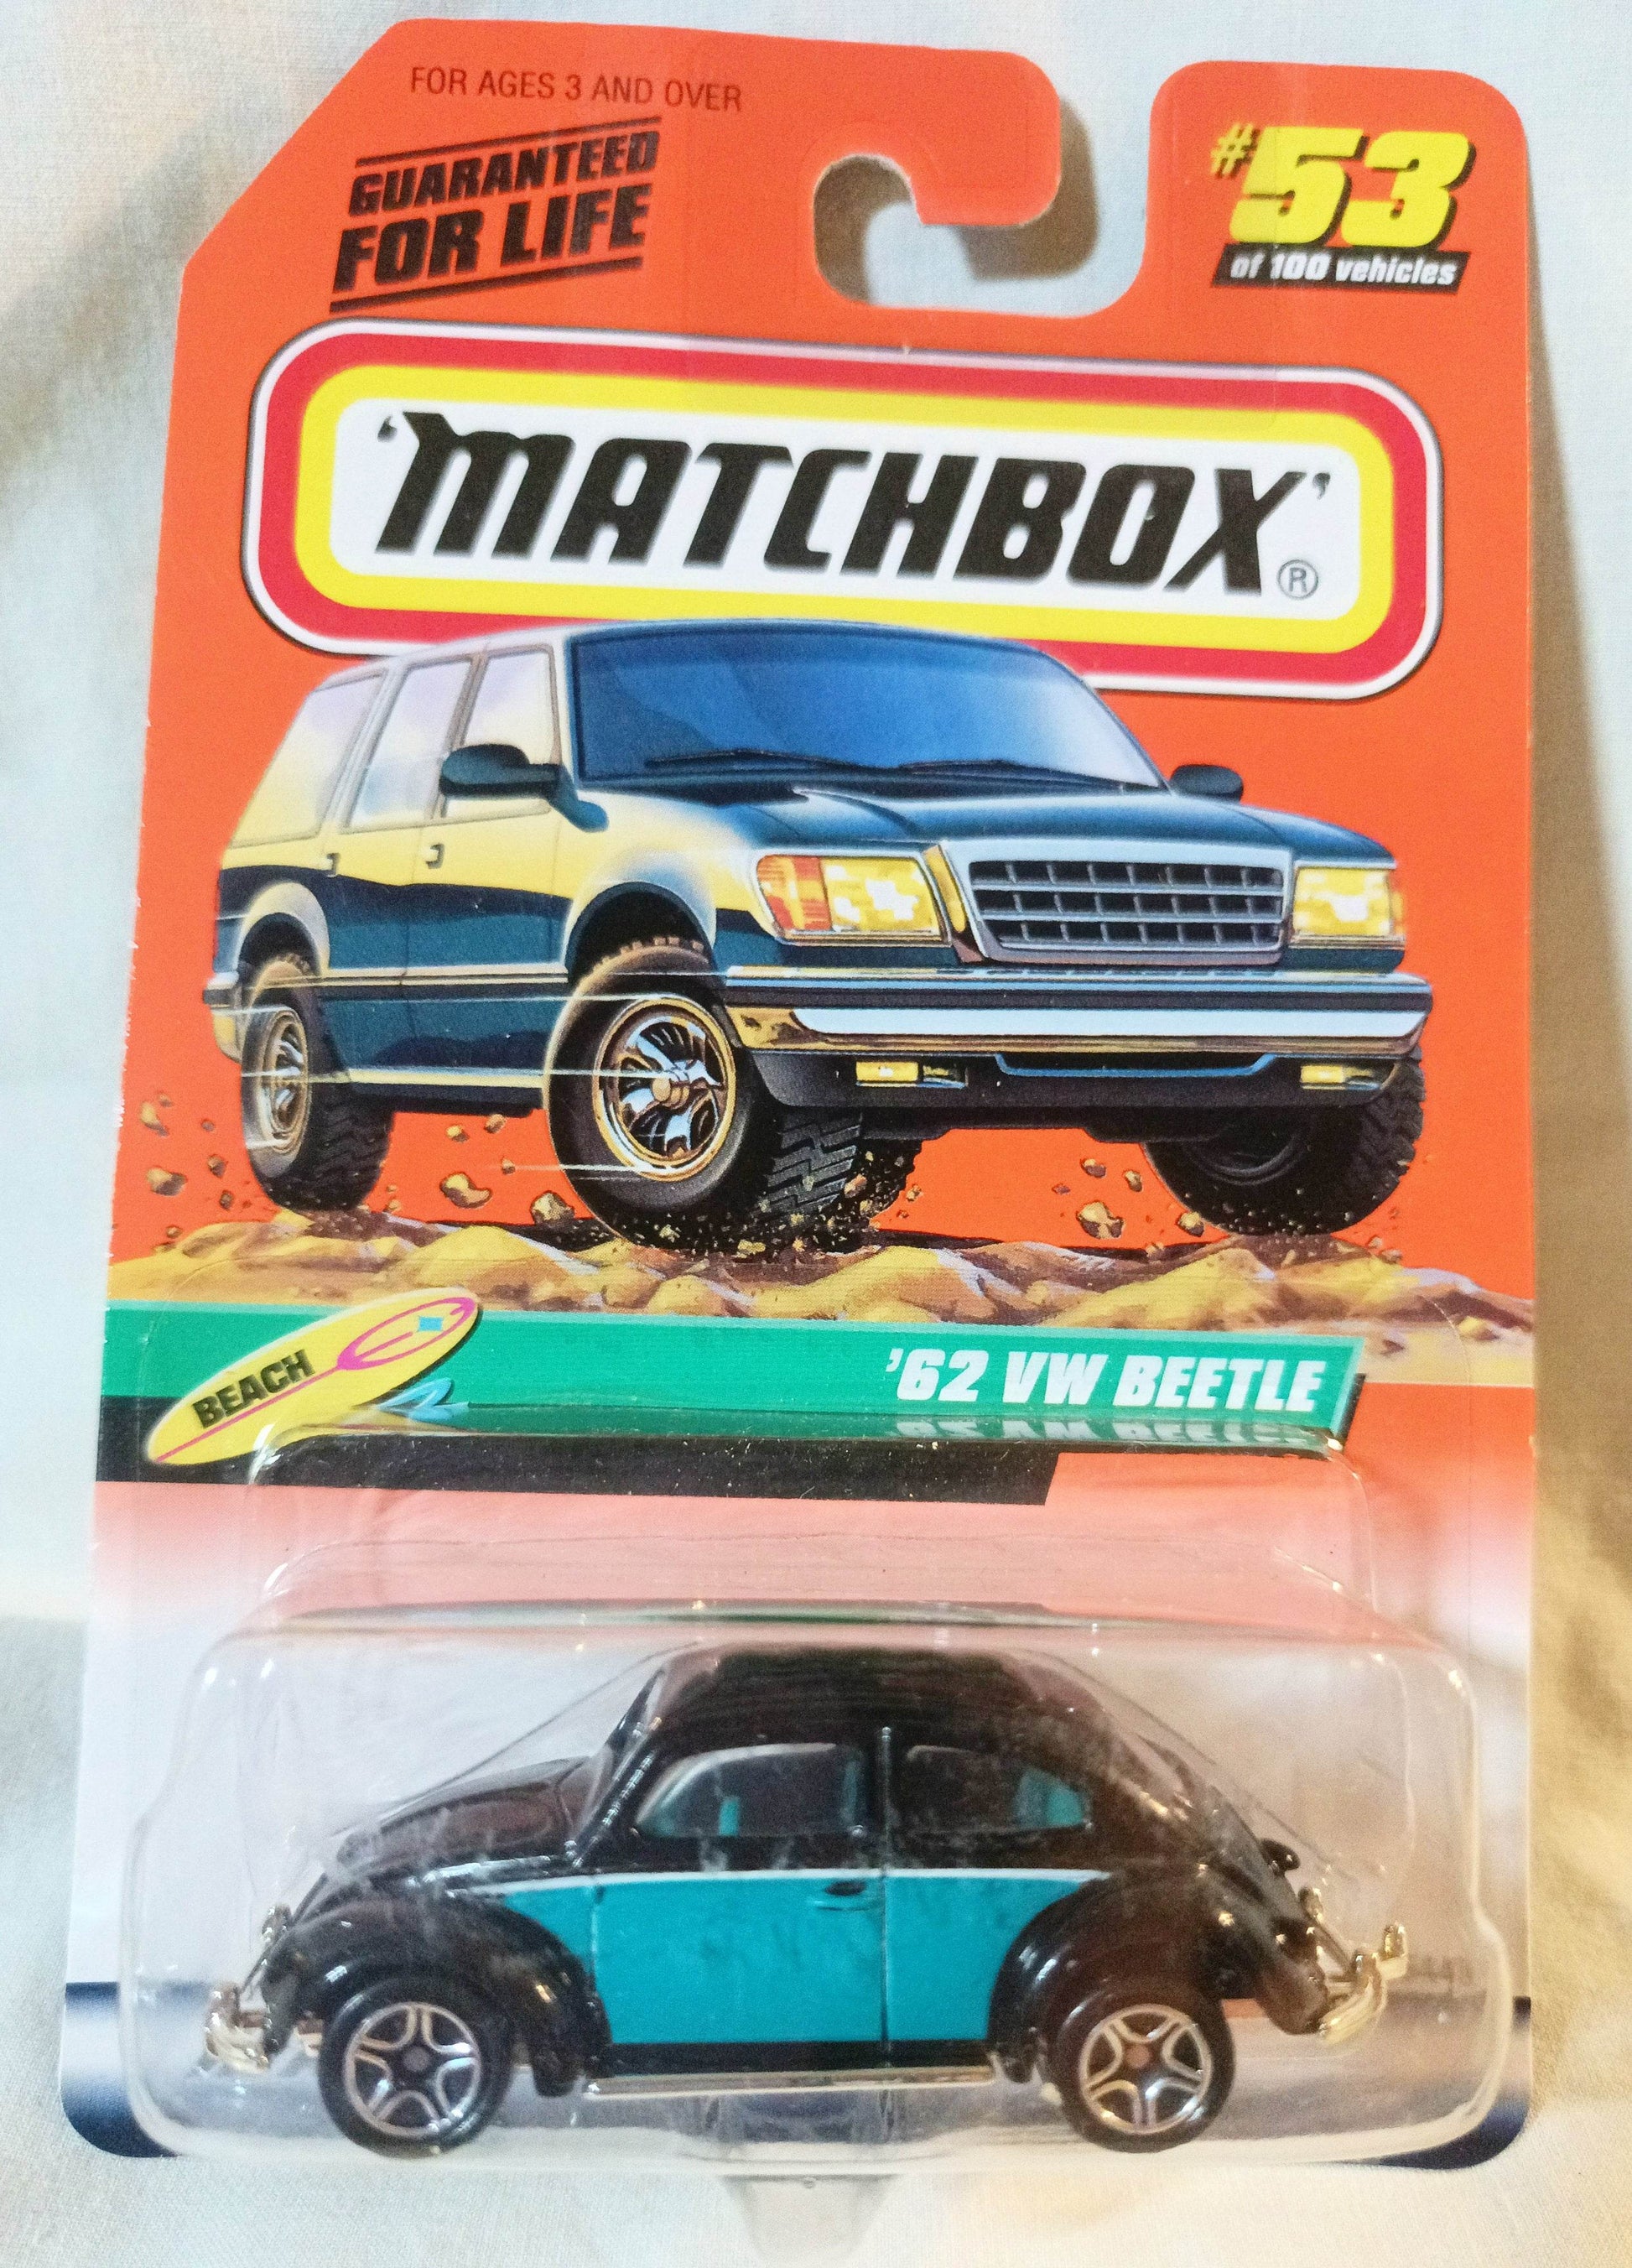 FOR AGES 3 AND OVER
GUARANTEED
FOR LIFE
#53
of 100 vehicles
'MATCHBOX'®
BEACH
'62 VW BEETLE